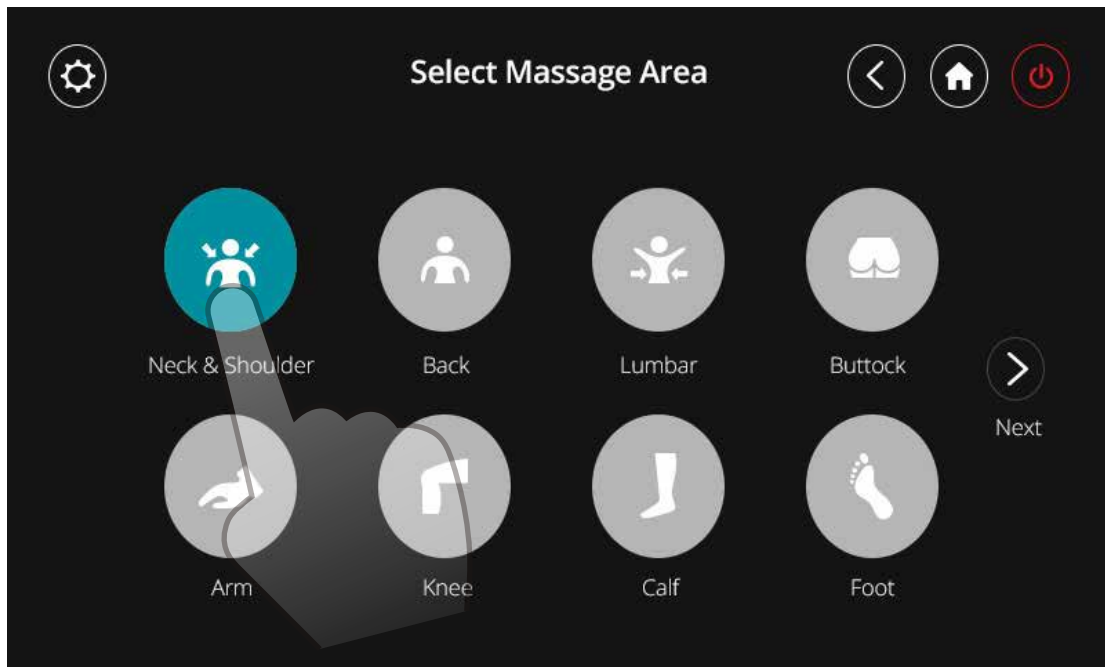 Select Massage Area
Neck & Shoulder
Back
Lumbar
Buttock
Next
Arm
Knee
Calf
Foot